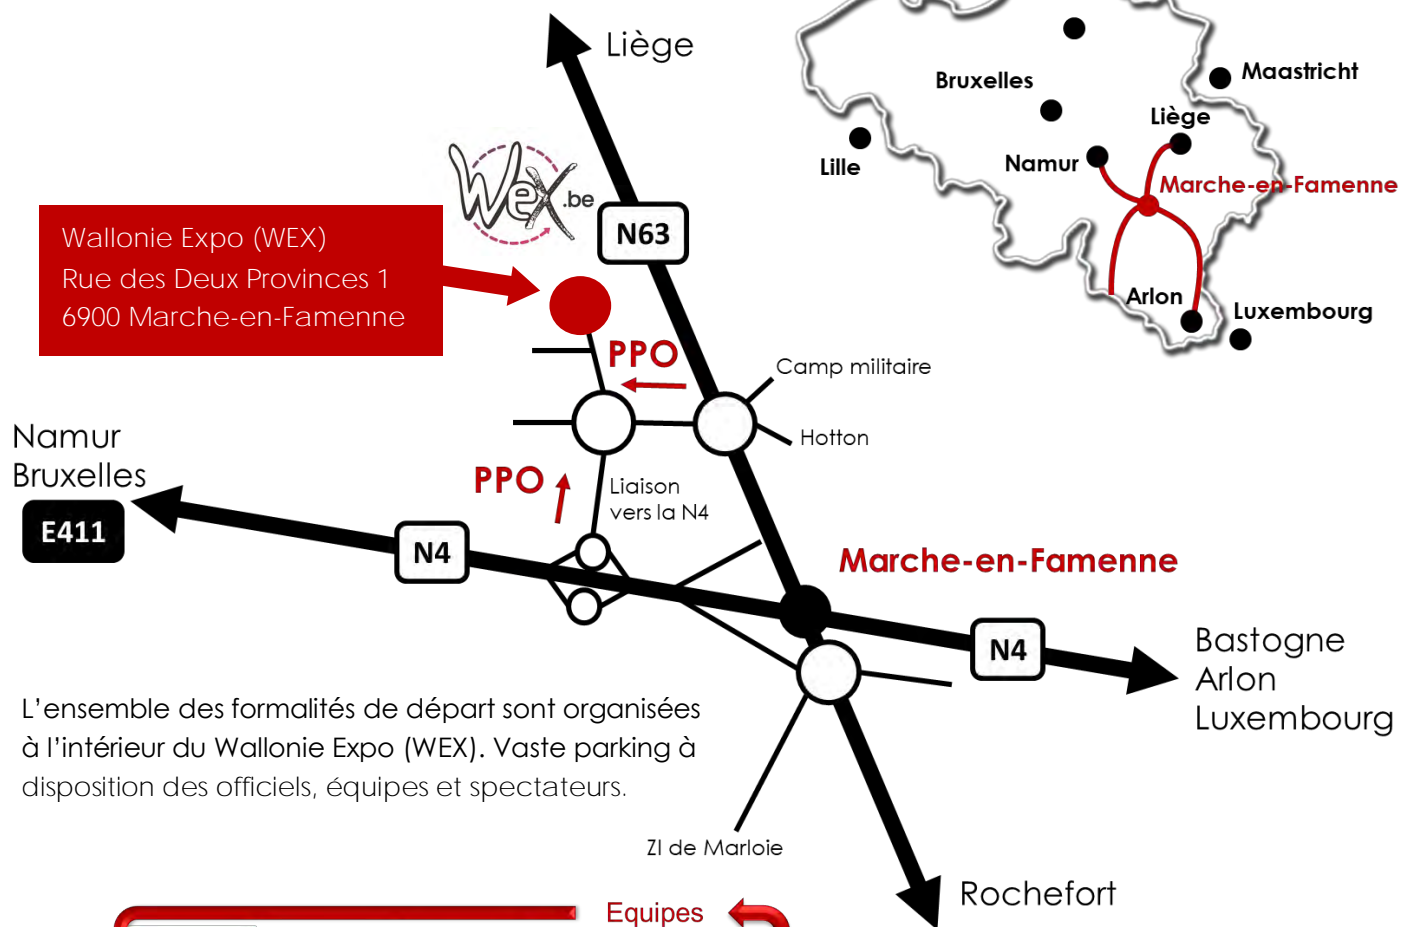 Liège
Bruxelles
Maastricht
Liège
Lille
Namur
Marche-en-Famenne
Arlon
Luxembourg
Wex.be
N63
Wallonie Expo (WEX)
Rue des Deux Provinces 1
6900 Marche-en-Famenne
PPO
Camp militaire
Hotton
Namur
Bruxelles
E411
PPO
Liaison
vers la N4
N4
Marche-en-Famenne
N4
Bastogne
Arlon
Luxembourg
L'ensemble des formalités de départ sont organisées
à l'intérieur du Wallonie Expo (WEX). Vaste parking à
disposition des officiels, équipes et spectateurs.
ZI de Marloie
Rochefort
Equipes